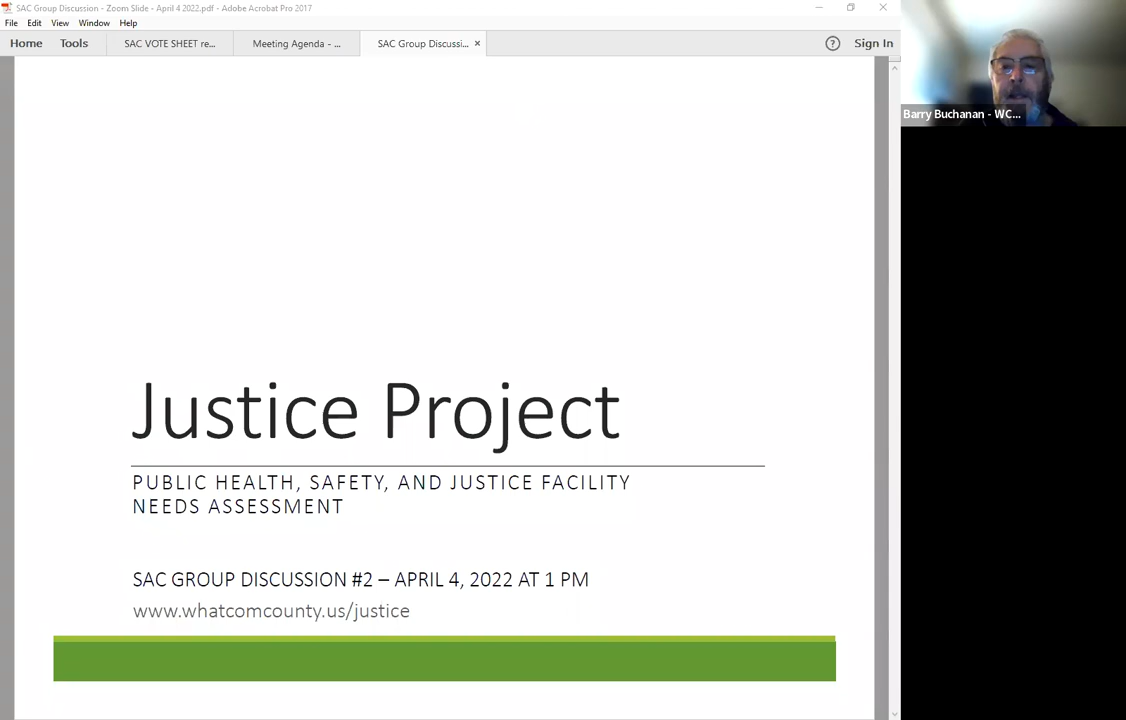 SAC Group Discussion - Zoom Slide - April 4 2022.pdf - Adobe Acrobat Pro 2017
File Edit View Window Help
Home Tools SAC VOTE SHEET re... Meeting Agenda - ... SAC Group Discussi... × ? Sign In
Barry Buchanan - WC...
Justice Project
PUBLIC HEALTH, SAFETY, AND JUSTICE FACILITY
NEEDS ASSESSMENT
SAC GROUP DISCUSSION #2 – APRIL 4, 2022 AT 1 PM
www.whatcomcounty.us/justice